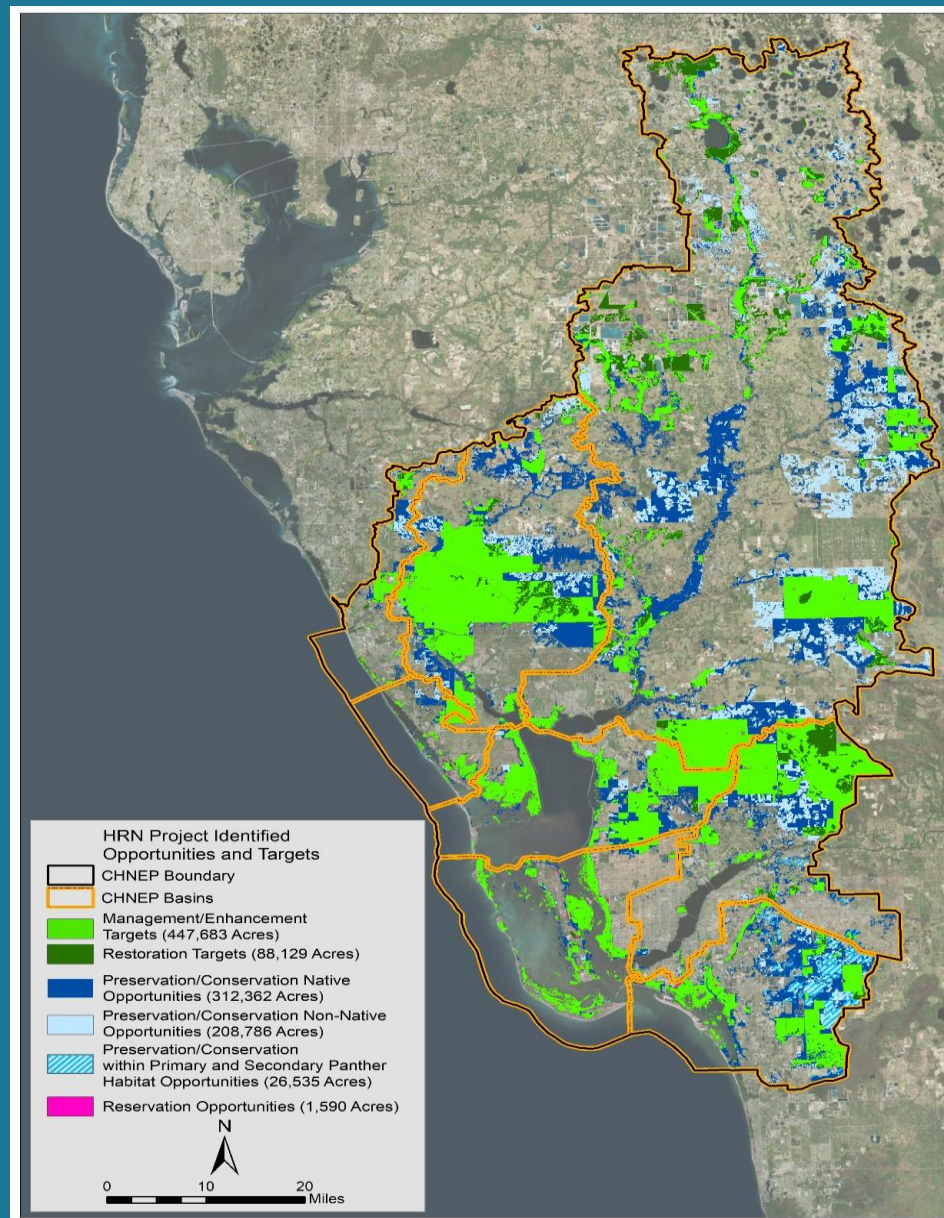 HRN Project Identified
Opportunities and Targets
CHNEP Boundary
CHNEP Basins
Management/Enhancement
Targets (447,683 Acres)
Restoration Targets (88,129 Acres)
Preservation/Conservation Native
Opportunities (312,362 Acres)
Preservation/Conservation Non-Native
Opportunities (208,786 Acres)
Preservation/Conservation
within Primary and Secondary Panther
Habitat Opportunities (26,535 Acres)
Reservation Opportunities (1,590 Acres)
N
0 10 20
Miles